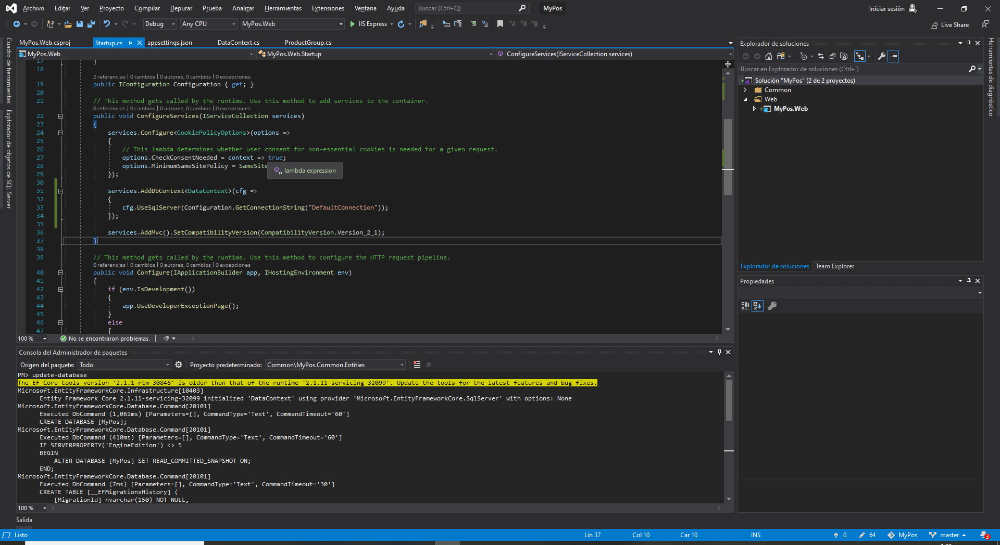 Archivo Editar Ver Proyecto Compilar Depurar Prueba Analizar Herramientas Extensiones Ventana Ayuda Buscar (Ctrl+Q) MyPos Iniciar sesión
Debug Any CPU MyPos.Web IIS Express Live Share
Cuadro de herramientas
Explorador de objetos de SQL Server
MyPos.Web.csproj Startup.cs appsettings.json DataContext.cs ProductGroup.cs
MyPos.Web MyPos.Web.Startup ConfigureServices(IServiceCollection services)
17 }
18
2 referencias | 0 cambios | 0 autores, 0 cambios | 0 excepciones
19 public IConfiguration Configuration { get; }
20
21 // This method gets called by the runtime. Use this method to add services to the container.
0 referencias | 0 cambios | 0 autores, 0 cambios | 0 excepciones
22 public void ConfigureServices(IServiceCollection services)
23 {
24 services.Configure<CookiePolicyOptions>(options =>
25 {
26 // This lambda determines whether user consent for non-essential cookies is needed for a given request.
27 options.CheckConsentNeeded = context => true;
28 options.MinimumSameSitePolicy = SameSite
lambda expression
29 });
30
31 services.AddDbContext<DataContext>(cfg =>
32 {
33 cfg.UseSqlServer(Configuration.GetConnectionString("DefaultConnection"));
34 });
35
36 services.AddMvc().SetCompatibilityVersion(CompatibilityVersion.Version_2_1);
37 }
38
39 // This method gets called by the runtime. Use this method to configure the HTTP request pipeline.
0 referencias | 0 cambios | 0 autores, 0 cambios | 0 excepciones
40 public void Configure(IApplicationBuilder app, IHostingEnvironment env)
41 {
42 if (env.IsDevelopment())
43 {
44 app.UseDeveloperExceptionPage();
45 }
46 else
47 {
100 % No se encontraron problemas.
Consola del Administrador de paquetes
Origen del paquete: Todo Proyecto predeterminado: Common\MyPos.Common.Entities
PM> update-database
The EF Core tools version '2.1.1-rtm-30846' is older than that of the runtime '2.1.11-servicing-32099'. Update the tools for the latest features and bug fixes.
Microsoft.EntityFrameworkCore.Infrastructure[10403]
Entity Framework Core 2.1.11-servicing-32099 initialized 'DataContext' using provider 'Microsoft.EntityFrameworkCore.SqlServer' with options: None
Microsoft.EntityFrameworkCore.Database.Command[20101]
Executed DbCommand (1,061ms) [Parameters=[], CommandType='Text', CommandTimeout='60']
CREATE DATABASE [MyPos];
Microsoft.EntityFrameworkCore.Database.Command[20101]
Executed DbCommand (410ms) [Parameters=[], CommandType='Text', CommandTimeout='60']
IF SERVERPROPERTY('EngineEdition') <> 5
BEGIN
ALTER DATABASE [MyPos] SET READ_COMMITTED_SNAPSHOT ON;
END;
Microsoft.EntityFrameworkCore.Database.Command[20101]
Executed DbCommand (7ms) [Parameters=[], CommandType='Text', CommandTimeout='30']
CREATE TABLE [__EFMigrationsHistory] (
[MigrationId] nvarchar(150) NOT NULL,
100 %
Salida
Explorador de soluciones
Buscar en Explorador de soluciones (Ctrl+´)
Solución "MyPos" (2 de 2 proyectos)
Common
Web
MyPos.Web
Explorador de soluciones Team Explorer
Propiedades
Herramientas de diagnóstico
Listo Lín 37 Col 10 Car 10 INS 0 64 MyPos master 3